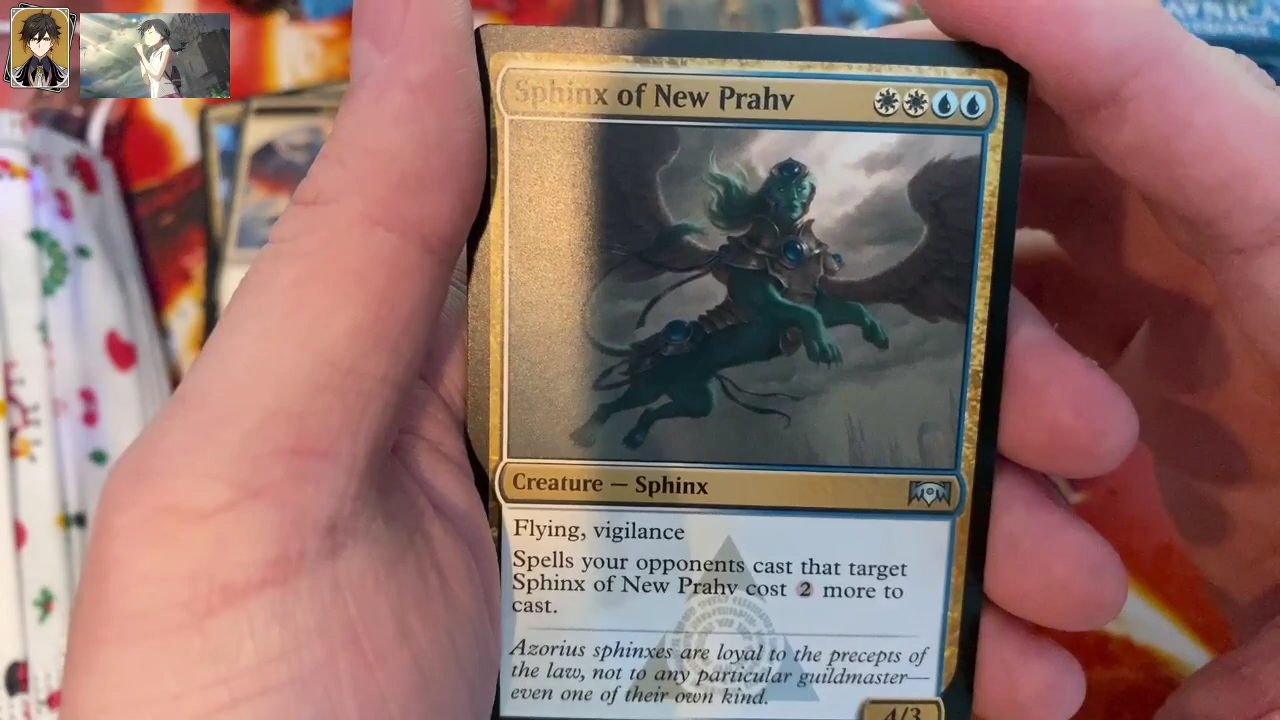 RAVNICA
Sphinx of New Prahv
Creature — Sphinx
Flying, vigilance
Spells your opponents cast that target
Sphinx of New Prahv cost 2 more to
cast.
Azorius sphinxes are loyal to the precepts of
the law, not to any particular guildmaster—
even one of their own kind.
4/3